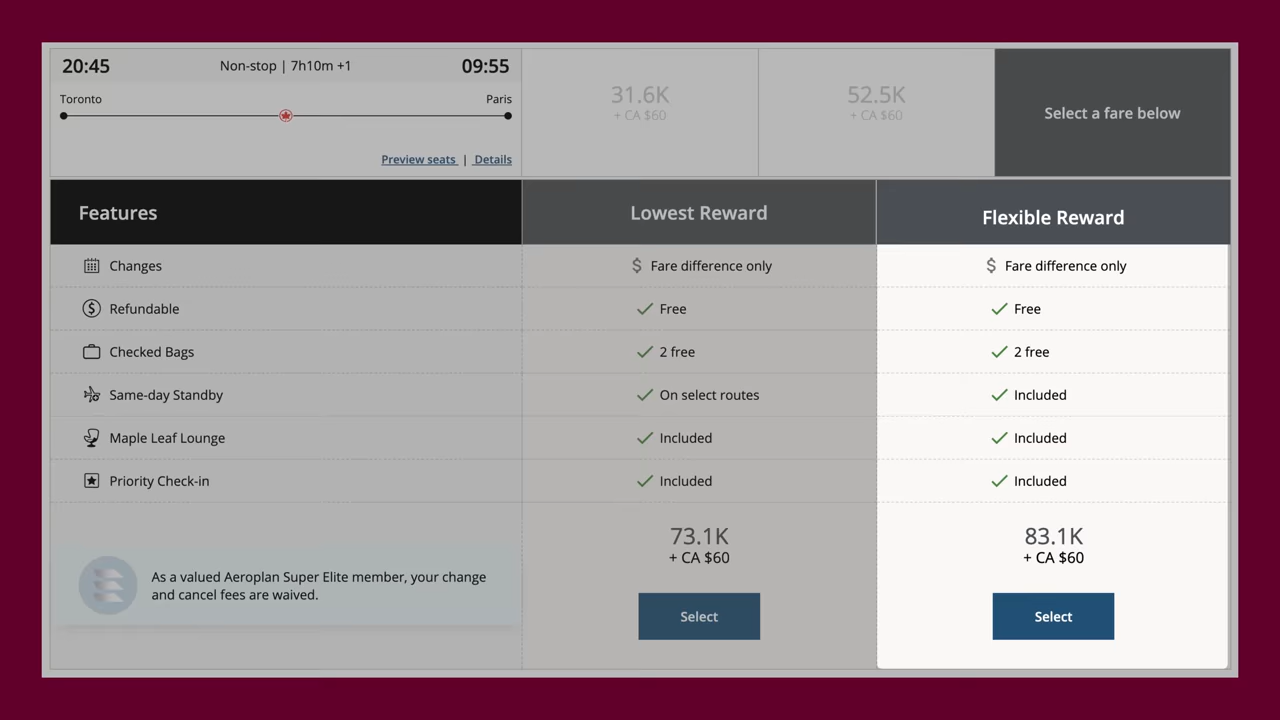 20:45 Non-stop | 7h10m +1 09:55
Toronto Paris
Preview seats | Details
31.6K
+ CA $60
52.5K
+ CA $60
Select a fare below
Features Lowest Reward Flexible Reward
Changes $ Fare difference only $ Fare difference only
Refundable Free Free
Checked Bags 2 free 2 free
Same-day Standby On select routes Included
Maple Leaf Lounge Included Included
Priority Check-in Included Included
73.1K 83.1K
+ CA $60 + CA $60
As a valued Aeroplan Super Elite member, your change
and cancel fees are waived.
Select Select